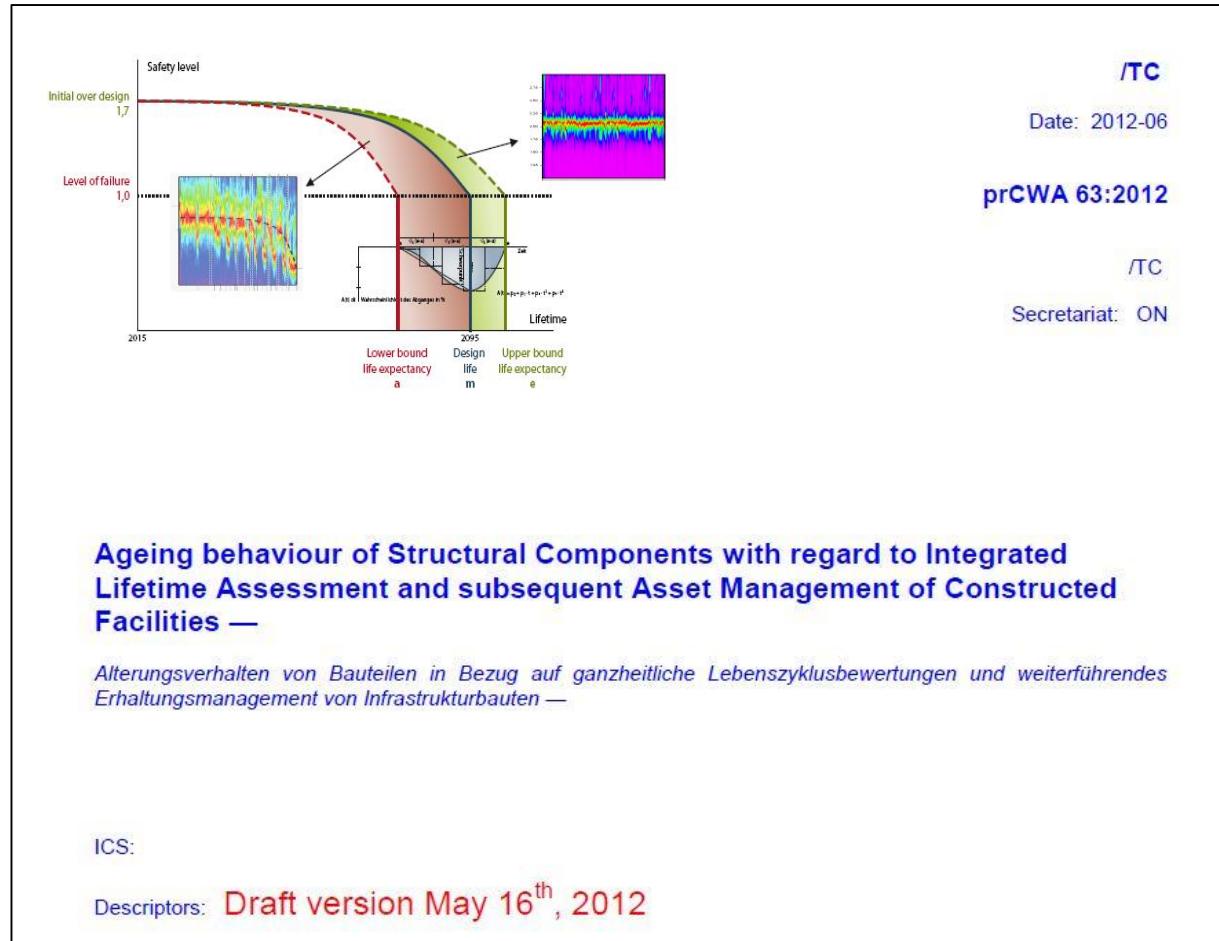 Safety level
Initial over design
1,7
Level of failure
1,0
Zeit
Lifetime
2015
2095
Lower bound
life expectancy
a
Design
life
m
Upper bound
life expectancy
e
/TC
Date: 2012-06
prCWA 63:2012
/TC
Secretariat: ON
Ageing behaviour of Structural Components with regard to Integrated
Lifetime Assessment and subsequent Asset Management of Constructed
Facilities —
Alterungsverhalten von Bauteilen in Bezug auf ganzheitliche Lebenszyklusbewertungen und weiterführendes
Erhaltungsmanagement von Infrastrukturbauten —
ICS:
Descriptors: Draft version May 16th, 2012